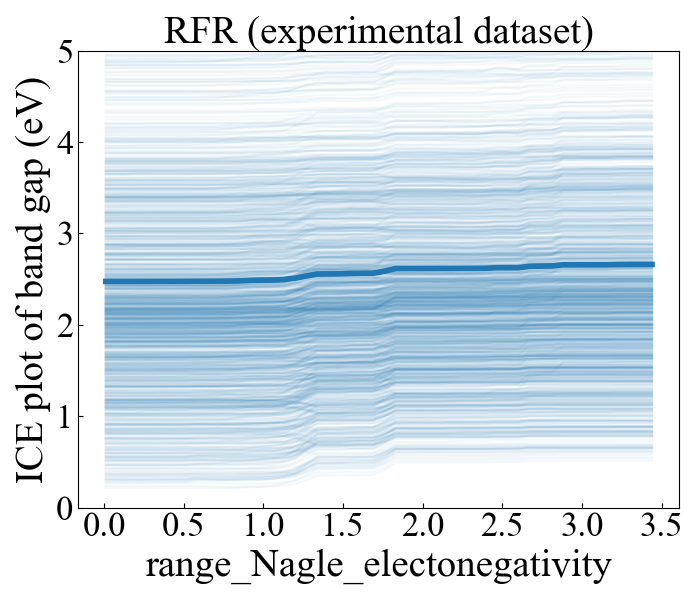 RFR (experimental dataset)
ICE plot of band gap (eV)
5
4
3
2
1
0
0.0 0.5 1.0 1.5 2.0 2.5 3.0 3.5
range_Nagle_electonegativity